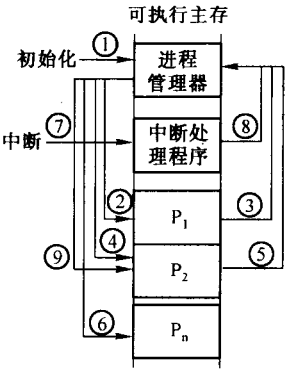 可执行主存
①
初始化
进程
管理器
⑦
中断
中断处
理程序
⑧
②
P1
③
④
⑨
P2
⑤
⑥
Pn